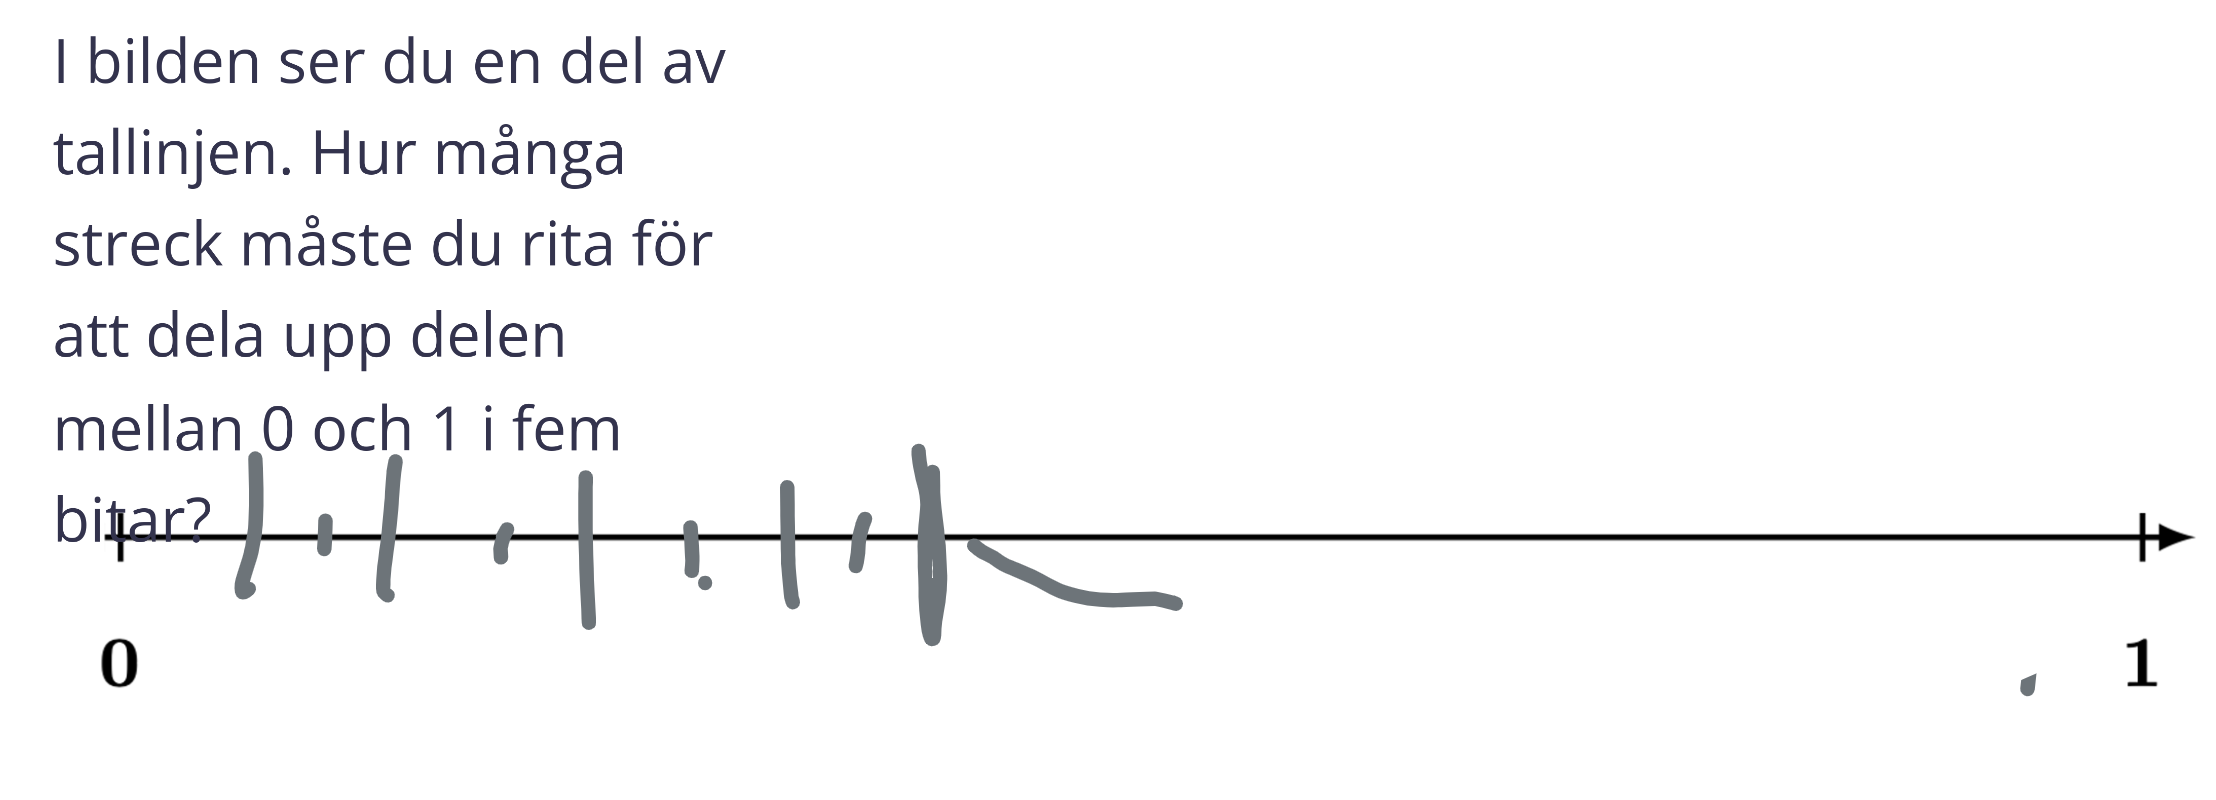 I bilden ser du en del av
tallinjen. Hur många
streck måste du rita för
att dela upp delen
mellan 0 och 1 i fem
bitar?
0 1